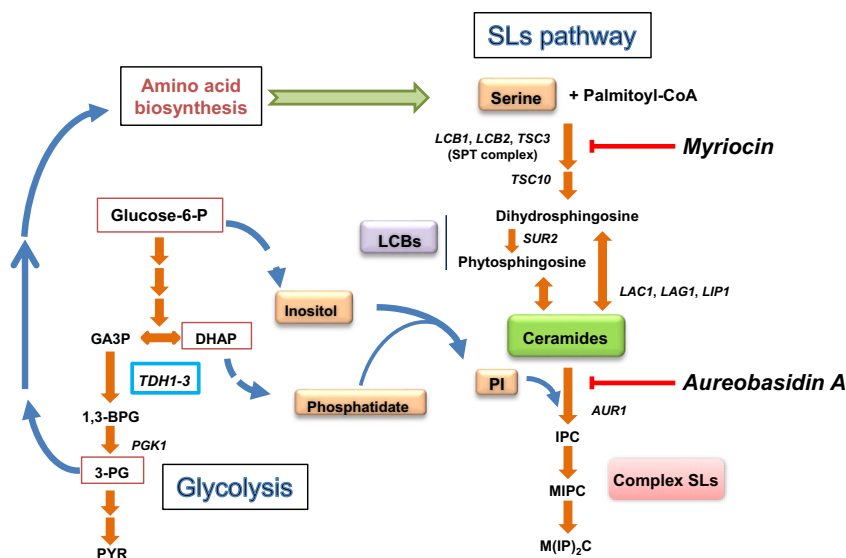 SLs pathway
Amino acid
biosynthesis
Serine
+ Palmitoyl-CoA
LCB1, LCB2, TSC3
(SPT complex)
Myriocin
TSC10
Glucose-6-P
Dihydrosphingosine
LCBs
SUR2
Phytosphingosine
LAC1, LAG1, LIP1
Inositol
GA3P
DHAP
Ceramides
TDH1-3
PI
Aureobasidin A
Phosphatidate
AUR1
1,3-BPG
IPC
PGK1
3-PG
Glycolysis
MIPC
Complex SLs
PYR
M(IP)2C